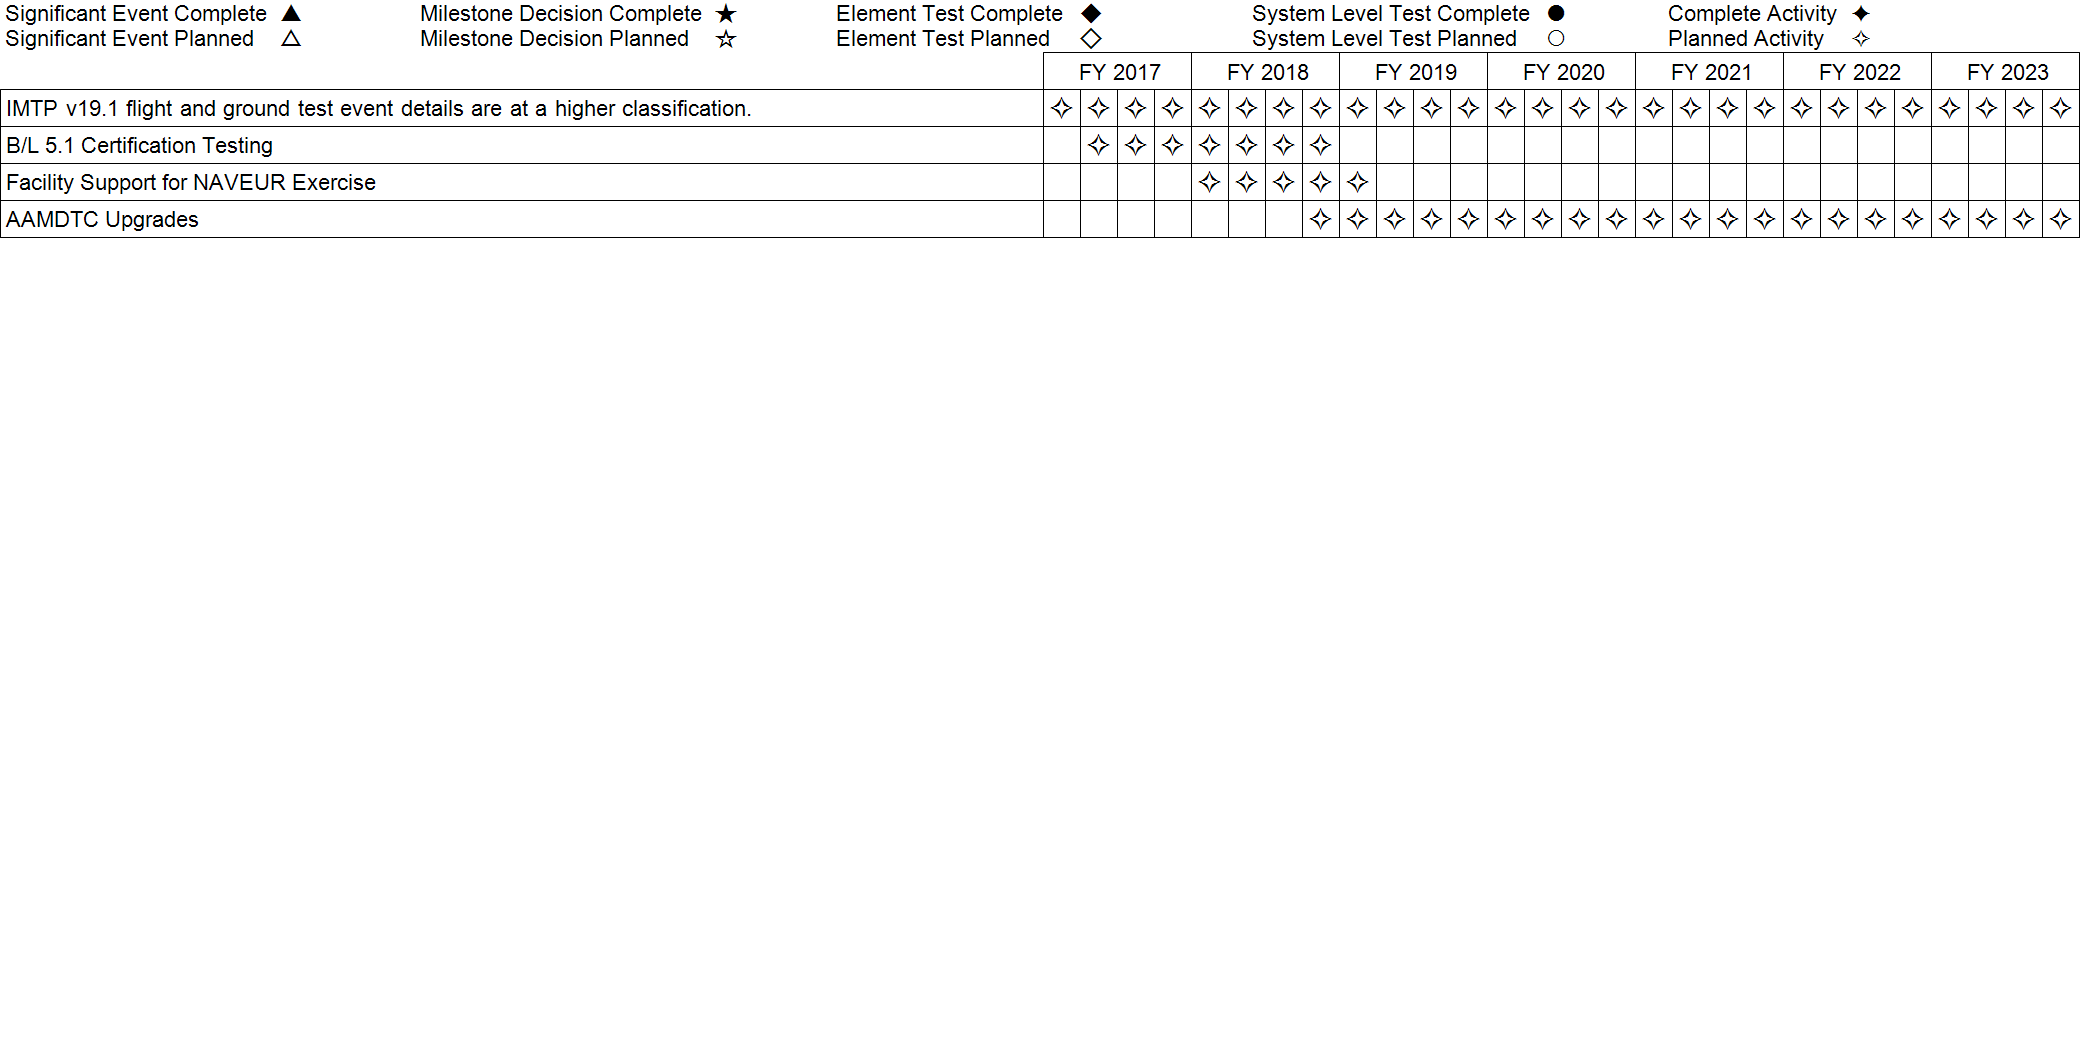 Significant Event Complete ▲ Milestone Decision Complete ★ Element Test Complete ◆ System Level Test Complete ● Complete Activity ✦
Significant Event Planned △ Milestone Decision Planned ☆ Element Test Planned ◇ System Level Test Planned ○ Planned Activity ✧
FY 2017 FY 2018 FY 2019 FY 2020 FY 2021 FY 2022 FY 2023
IMTP v19.1 flight and ground test event details are at a higher classification. ✧ ✧ ✧ ✧ ✧ ✧ ✧ ✧ ✧ ✧ ✧ ✧ ✧ ✧ ✧ ✧ ✧ ✧ ✧ ✧ ✧ ✧ ✧ ✧ ✧ ✧ ✧ ✧
B/L 5.1 Certification Testing ✧ ✧ ✧ ✧ ✧ ✧ ✧
Facility Support for NAVEUR Exercise ✧ ✧ ✧ ✧ ✧
AAMDTC Upgrades ✧ ✧ ✧ ✧ ✧ ✧ ✧ ✧ ✧ ✧ ✧ ✧ ✧ ✧ ✧ ✧ ✧ ✧ ✧ ✧ ✧